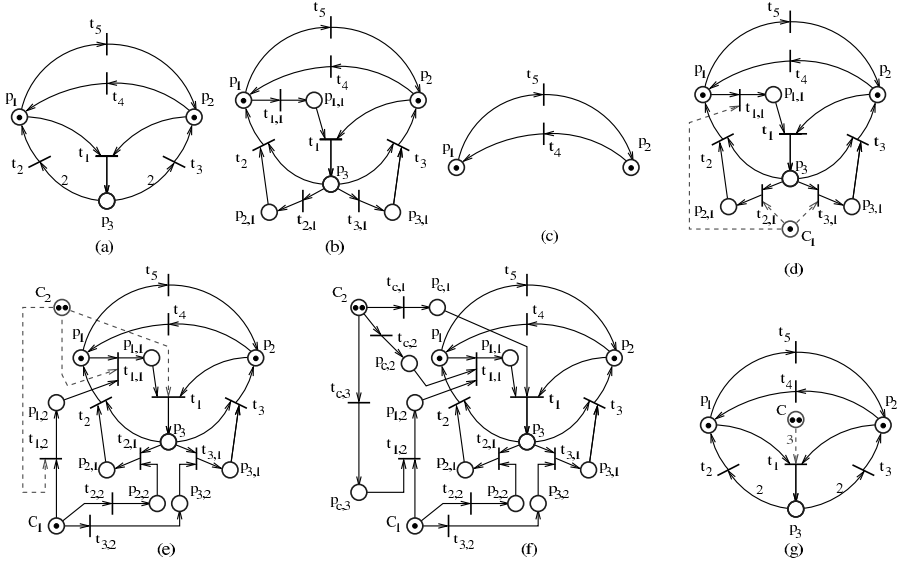 t5
p1
t4
p2
t1
t2
2
2
t3
p3
(a)
t5
p1
t4
p2
p1,1
t1,1
t1
t2
t3
p3
p2,1
t2,1
t3,1
p3,1
(b)
t5
p1
t4
p2
(c)
t5
p1
t4
p2
p1,1
t1,1
t1
t2
t3
p3
p2,1
t2,1
t3,1
p3,1
C1
(d)
C2
t5
p1
t4
p2
p1,1
t1,1
p1,2
t2
t1
t3
p3
t1,2
t2,1
t3,1
p2,1
p3,1
t2,2
p2,2
p3,2
C1
t3,2
(e)
C2
tc,1
pc,1
t5
p1
t4
tc,2
pc,2
p2
p1,1
t1,1
tc,3
p1,2
t2
t1
t3
p3
t1,2
t2,1
t3,1
p2,1
p3,1
pc,3
t2,2
p2,2
p3,2
C1
t3,2
(f)
t5
p1
t4
p2
C
3
t1
t2
2
2
t3
p3
(g)